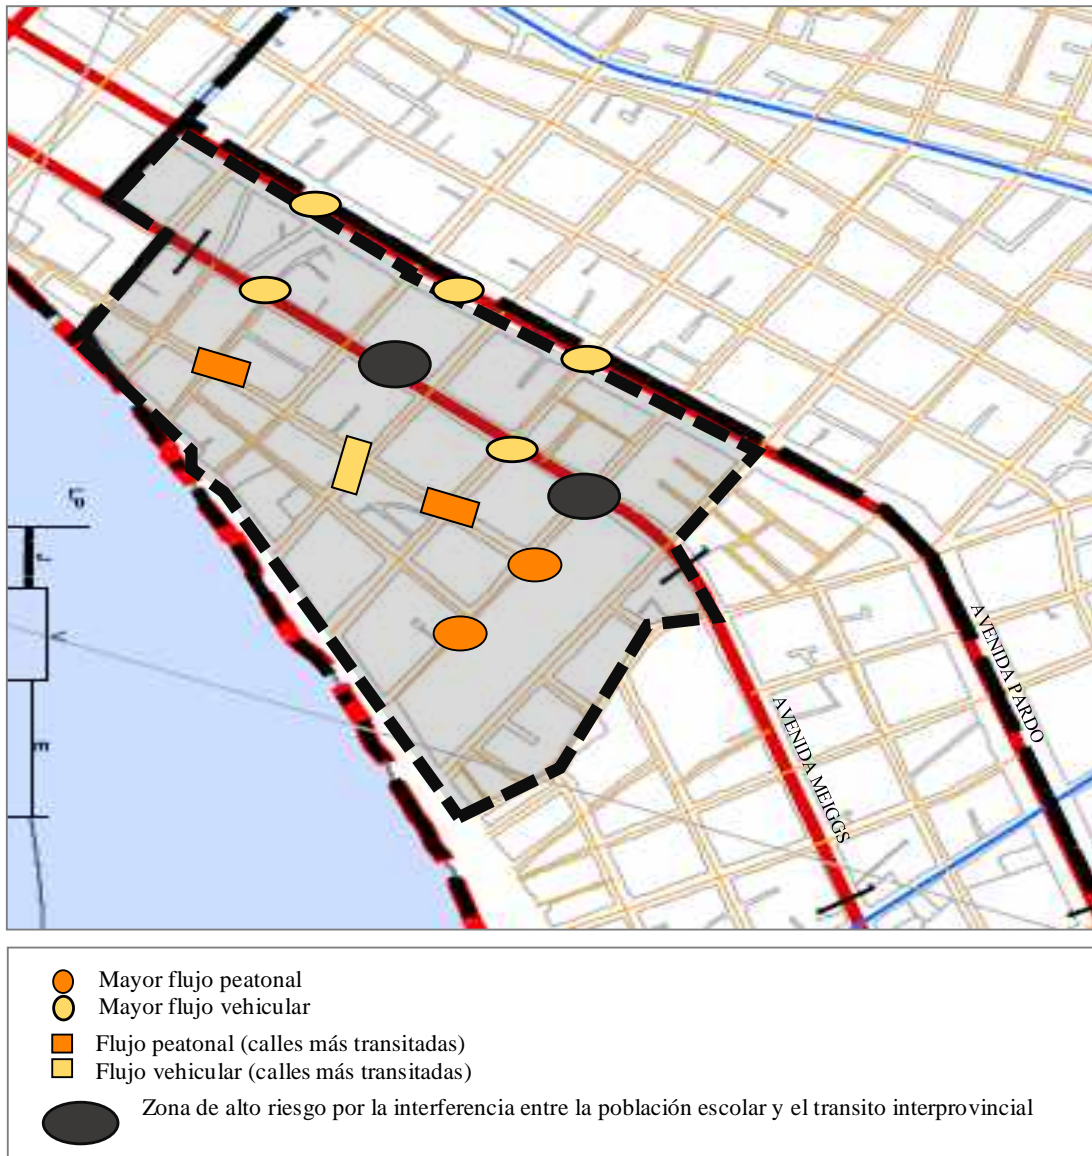 AVENIDA PARDO
AVENIDA MEIGGS
Mayor flujo peatonal
Mayor flujo vehicular
Flujo peatonal (calles más transitadas)
Flujo vehicular (calles más transitadas)
Zona de alto riesgo por la interferencia entre la población escolar y el transito interprovincial